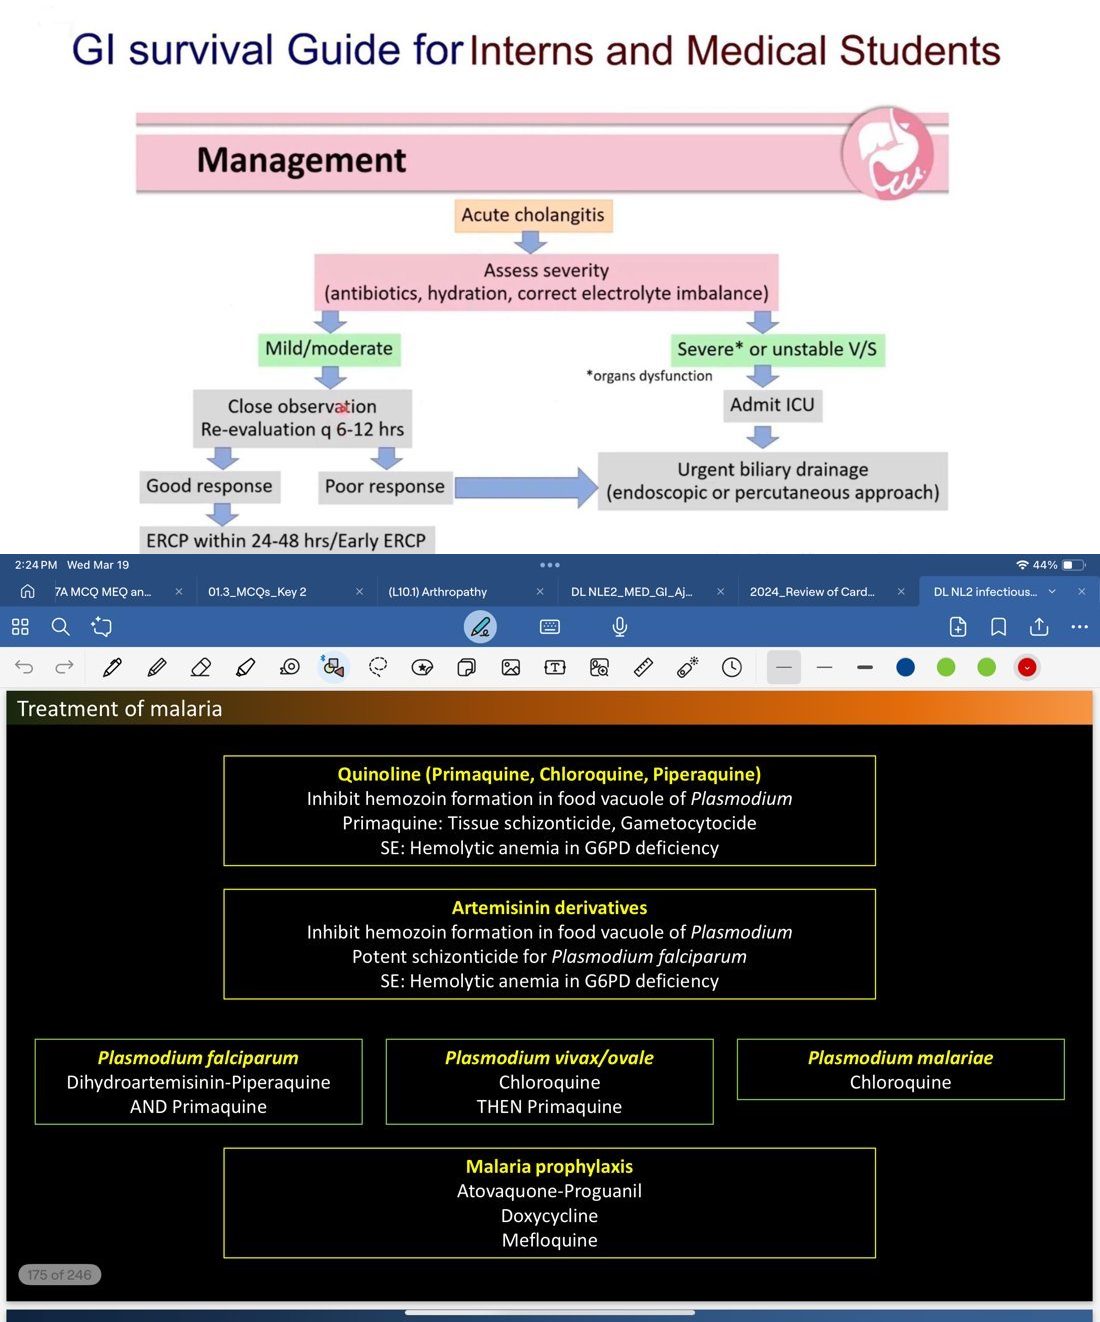 GI survival Guide for Interns and Medical Students
Management
Acute cholangitis
Assess severity
(antibiotics, hydration, correct electrolyte imbalance)
Mild/moderate
Severe* or unstable V/S
*organs dysfunction
Close observation
Re-evaluation q 6-12 hrs
Admit ICU
Good response
Poor response
Urgent biliary drainage
(endoscopic or percutaneous approach)
ERCP within 24-48 hrs/Early ERCP
2:24 PM Wed Mar 19
44%
7A MCQ MEQ an...
01.3_MCQs_Key 2
(L10.1) Arthropathy
DL NLE2_MED_GI_Aj...
2024_Review of Card...
DL NL2 infectious...
Treatment of malaria
Quinoline (Primaquine, Chloroquine, Piperaquine)
Inhibit hemozoin formation in food vacuole of Plasmodium
Primaquine: Tissue schizonticide, Gametocytocide
SE: Hemolytic anemia in G6PD deficiency
Artemisinin derivatives
Inhibit hemozoin formation in food vacuole of Plasmodium
Potent schizonticide for Plasmodium falciparum
SE: Hemolytic anemia in G6PD deficiency
Plasmodium falciparum
Dihydroartemisinin-Piperaquine
AND Primaquine
Plasmodium vivax/ovale
Chloroquine
THEN Primaquine
Plasmodium malariae
Chloroquine
Malaria prophylaxis
Atovaquone-Proguanil
Doxycycline
Mefloquine
175 of 246